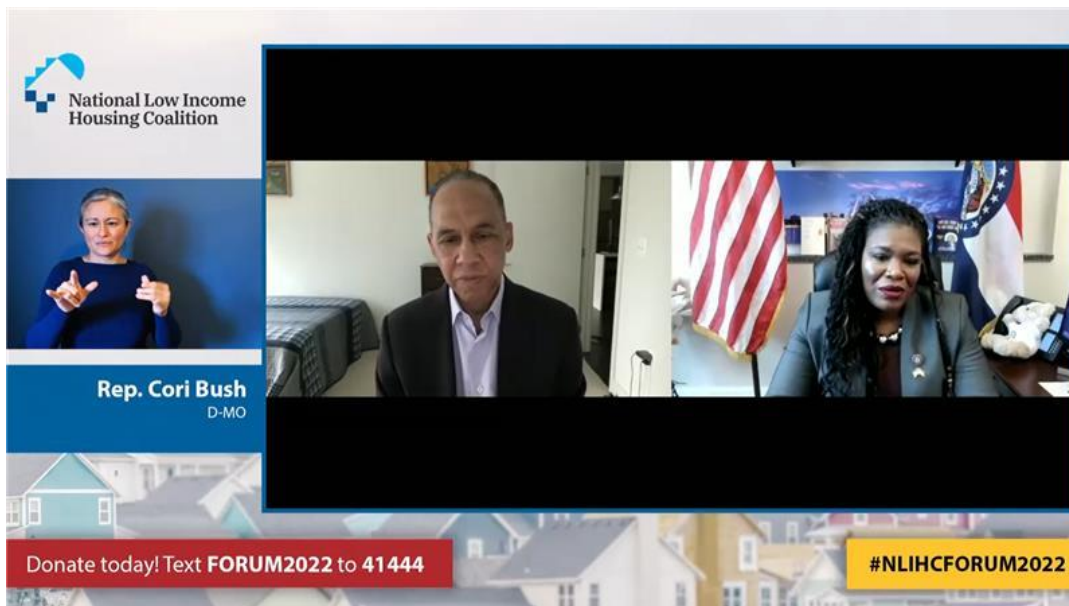 National Low Income
Housing Coalition
Rep. Cori Bush
D-MO
Donate today! Text FORUM2022 to 41444
#NLIHCFORUM2022